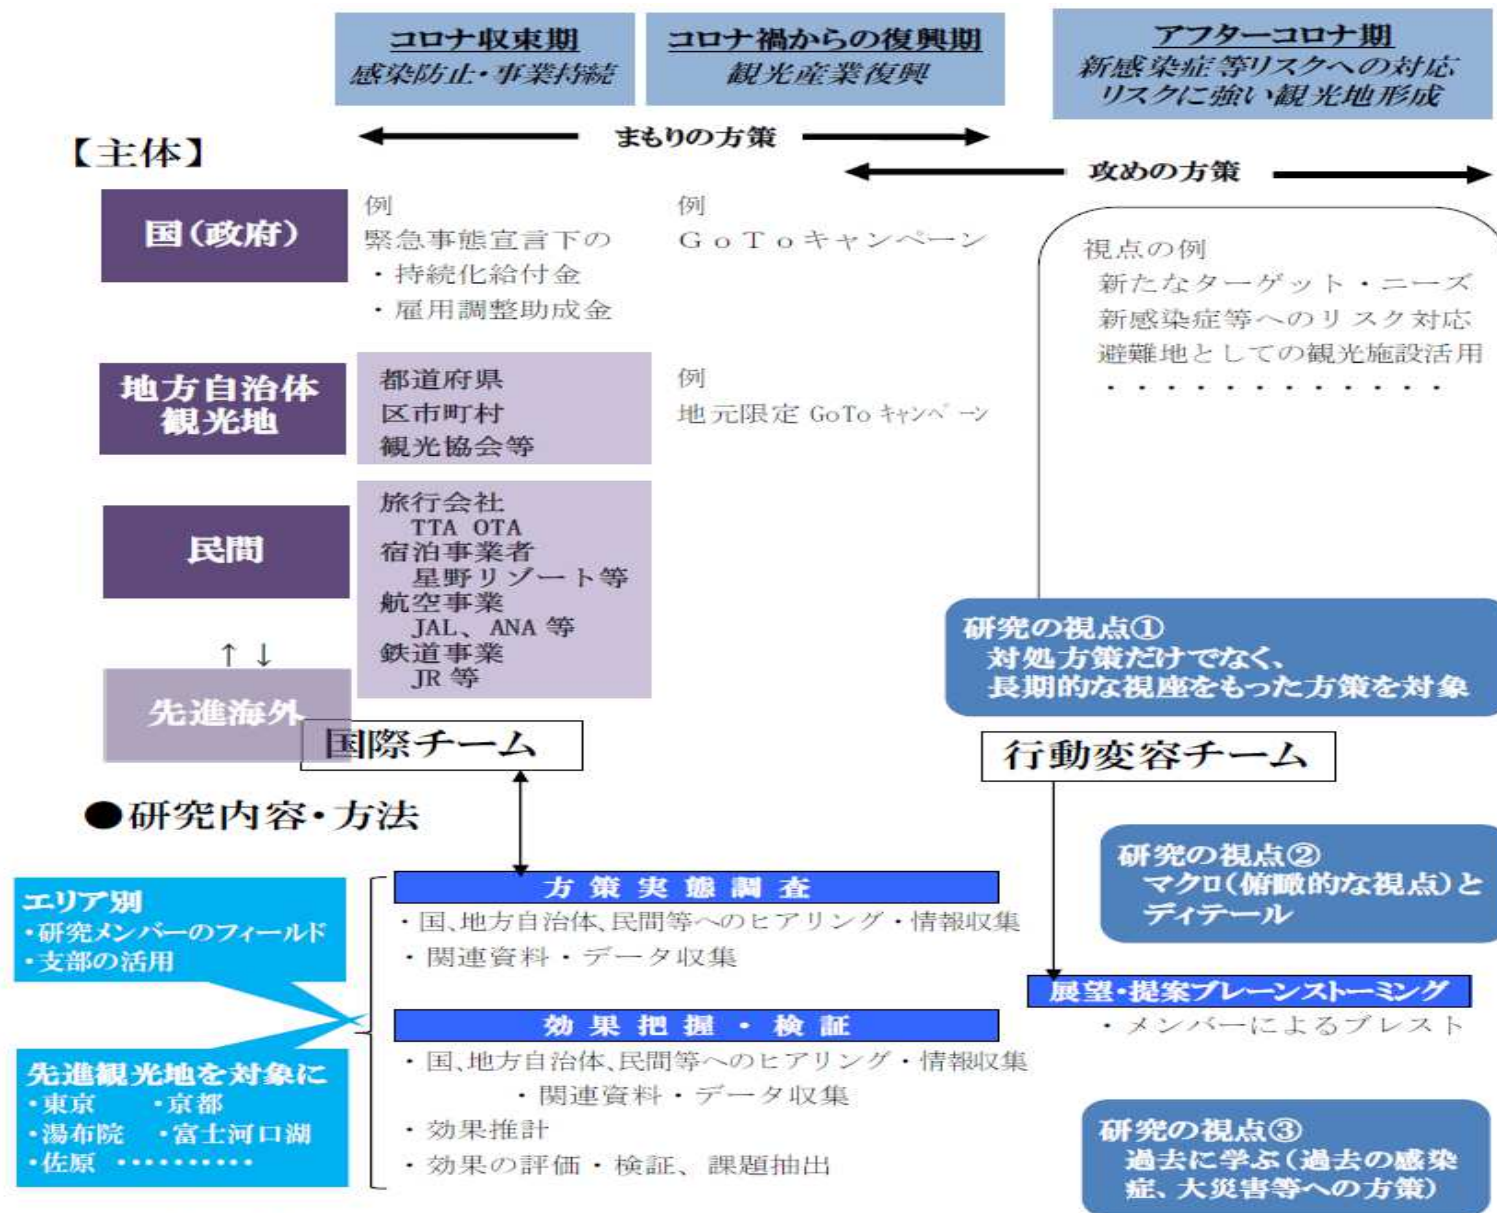 コロナ収束期
感染防止・事業持続
コロナ禍からの復興期
観光産業復興
アフターコロナ期
新感染症等リスクへの対応
リスクに強い観光地形成
まもりの方策
攻めの方策
【主体】
国(政府)
例
緊急事態宣言下の
・持続化給付金
・雇用調整助成金
例
GoToキャンペーン
視点の例
新たなターゲット・ニーズ
新感染症等へのリスク対応
避難地としての観光施設活用
・・・・・・・・・・・・
地方自治体
観光地
都道府県
区市町村
観光協会等
例
地元限定 GoTo キャンペーン
民間
旅行会社
TTA OTA
宿泊事業者
星野リゾート等
航空事業
JAL、ANA 等
鉄道事業
JR 等
↑ ↓
先進海外
研究の視点①
対処方策だけでなく、
長期的な視座をもった方策を対象
国際チーム
行動変容チーム
●研究内容・方法
エリア別
・研究メンバーのフィールド
・支部の活用
先進観光地を対象に
・東京 ・京都
・湯布院 ・富士河口湖
・佐原 ・・・・・・・・・・
方策実態調査
・国、地方自治体、民間等へのヒアリング・情報収集
・関連資料・データ収集
効果把握・検証
・国、地方自治体、民間等へのヒアリング・情報収集
・関連資料・データ収集
・効果推計
・効果の評価・検証、課題抽出
研究の視点②
マクロ(俯瞰的な視点)と
ディテール
展望・提案ブレーンストーミング
・メンバーによるブレスト
研究の視点③
過去に学ぶ(過去の感染
症、大災害等への方策)